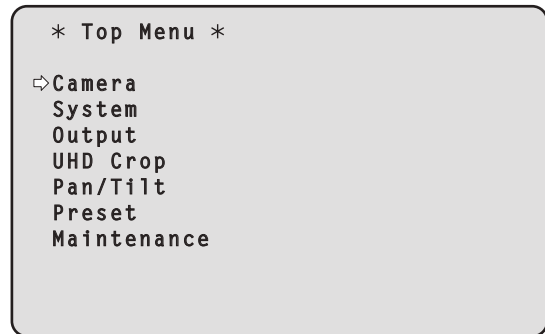 * Top Menu *
⇨Camera
System
Output
UHD Crop
Pan/Tilt
Preset
Maintenance